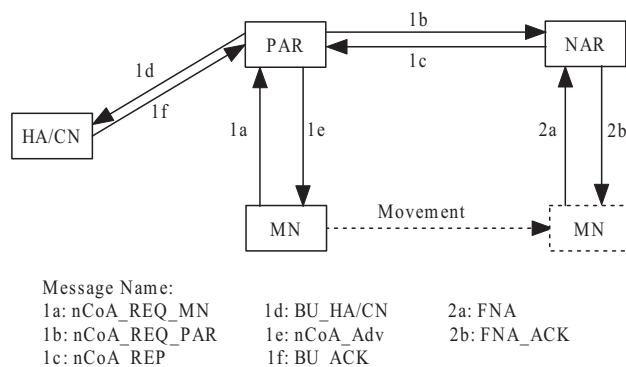 1b
PAR
NAR
1d
1c
1f
HA/CN
1a
1e
2a
2b
Movement
MN
MN
Message Name:
1a: nCoA_REQ_MN 1d: BU_HA/CN 2a: FNA
1b: nCoA_REQ_PAR 1e: nCoA_Adv 2b: FNA_ACK
1c: nCoA_REP 1f: BU_ACK